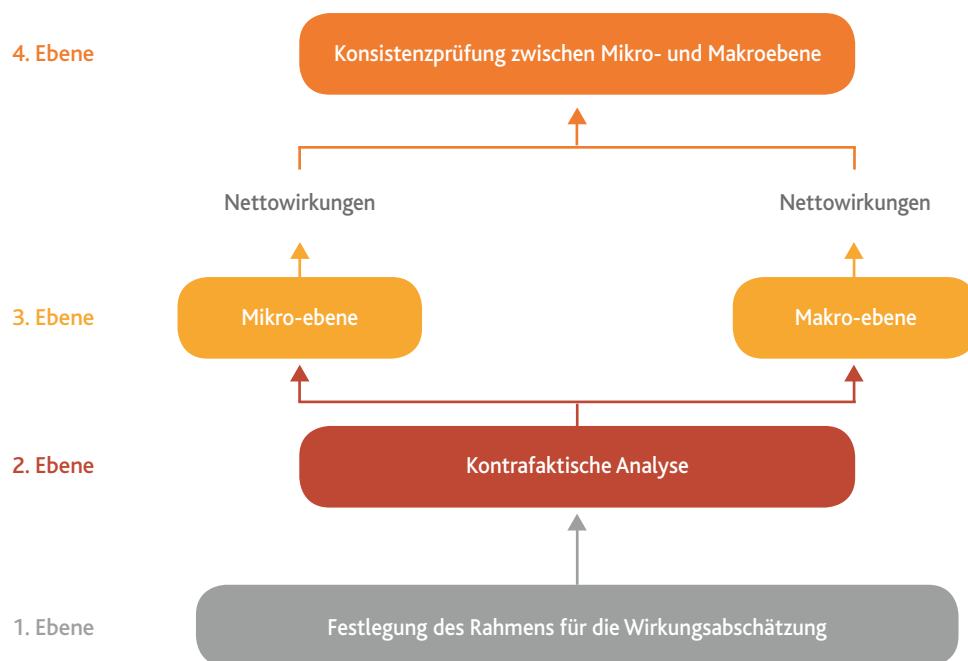 4. Ebene
Konsistenzprüfung zwischen Mikro- und Makroebene
Nettowirkungen
Nettowirkungen
3. Ebene
Mikro-ebene
Makro-ebene
2. Ebene
Kontrafaktische Analyse
1. Ebene
Festlegung des Rahmens für die Wirkungsabschätzung